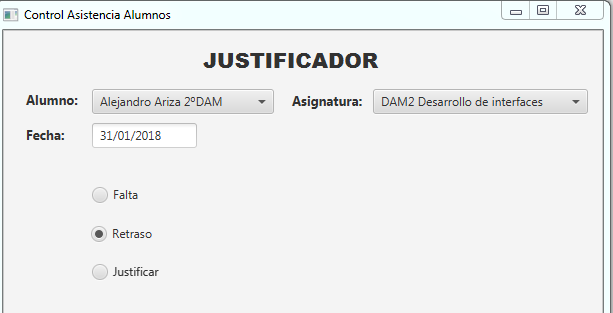 Control Asistencia Alumnos
JUSTIFICADOR
Alumno: Alejandro Ariza 2ºDAM Asignatura: DAM2 Desarrollo de interfaces
Fecha: 31/01/2018
Falta
Retraso
Justificar